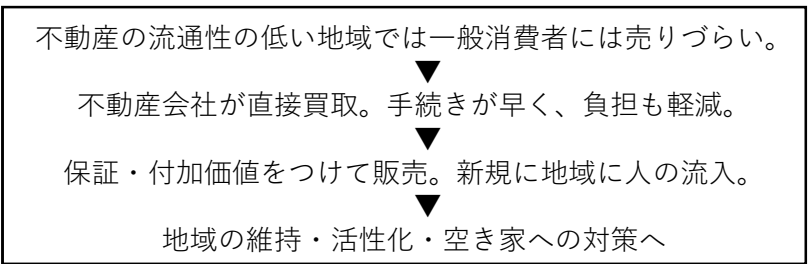 不動産の流通性の低い地域では一般消費者には売りづらい。
▼
不動産会社が直接買取。手続きが早く、負担も軽減。
▼
保証・付加価値をつけて販売。新規に地域に人の流入。
▼
地域の維持・活性化・空き家への対策へ